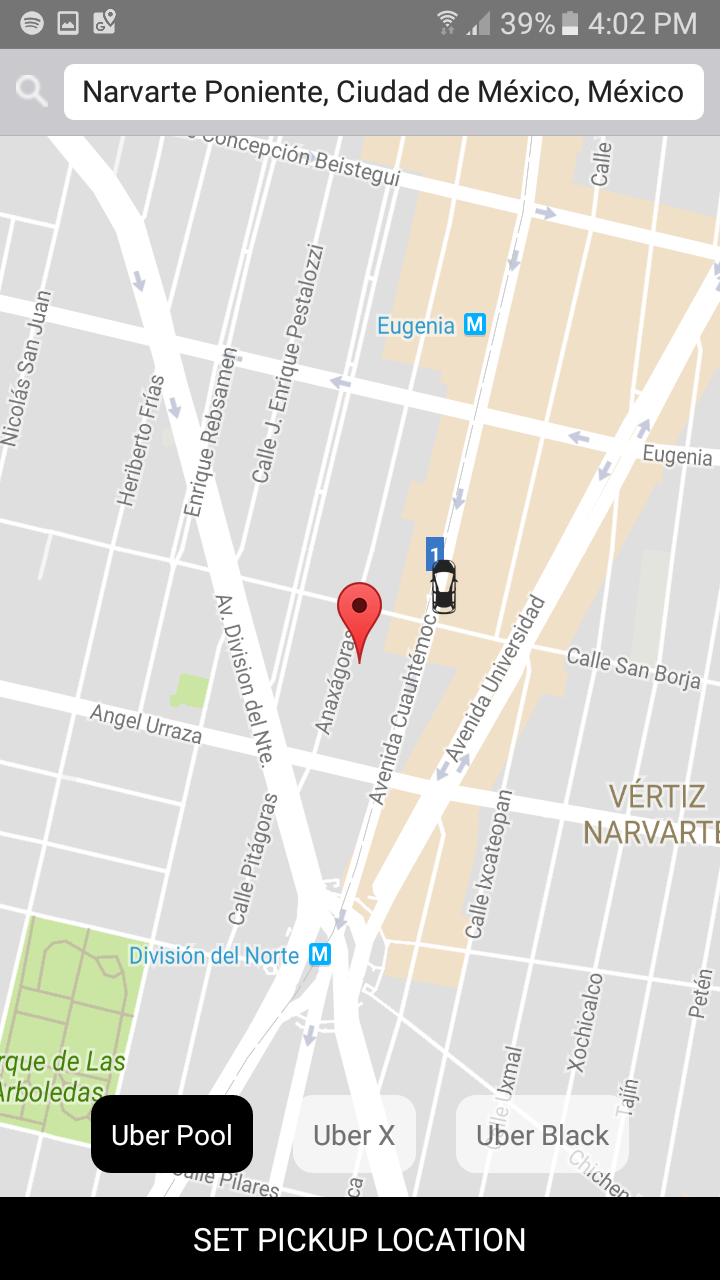 39% 4:02 PM
Narvarte Poniente, Ciudad de México, México
Concepción Beistegui
Calle
Nicolás San Juan
Heriberto Frías
Enrique Rebsamen
Calle J. Enrique Pestalozzi
Eugenia M
Eugenia
1
Av. Division del Nte.
Anaxágoras
Avenida Cuauhtémoc
Avenida Universidad
Calle San Borja
Angel Urraza
VÉRTIZ
NARVARTE
Calle Pitágoras
Calle Ixcateopan
División del Norte M
Petén
Xochicalco
rque de Las
Arboledas
Calle Uxmal
Tajín
Uber Pool
Uber X
Uber Black
Calle Pilares
ca
Chichen
SET PICKUP LOCATION